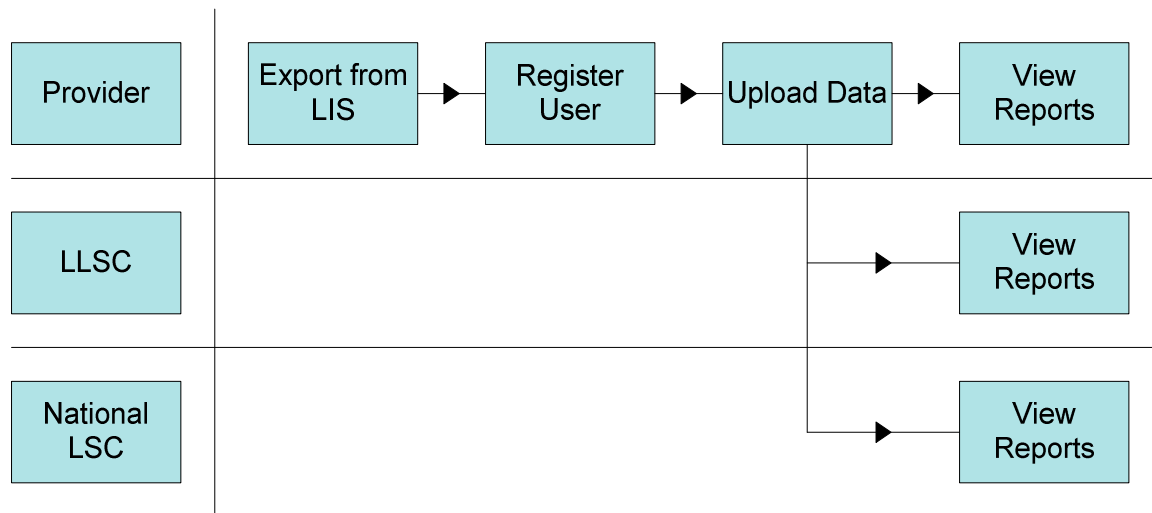 Provider
Export from
LIS
Register
User
Upload Data
View
Reports
LLSC
View
Reports
National
LSC
View
Reports